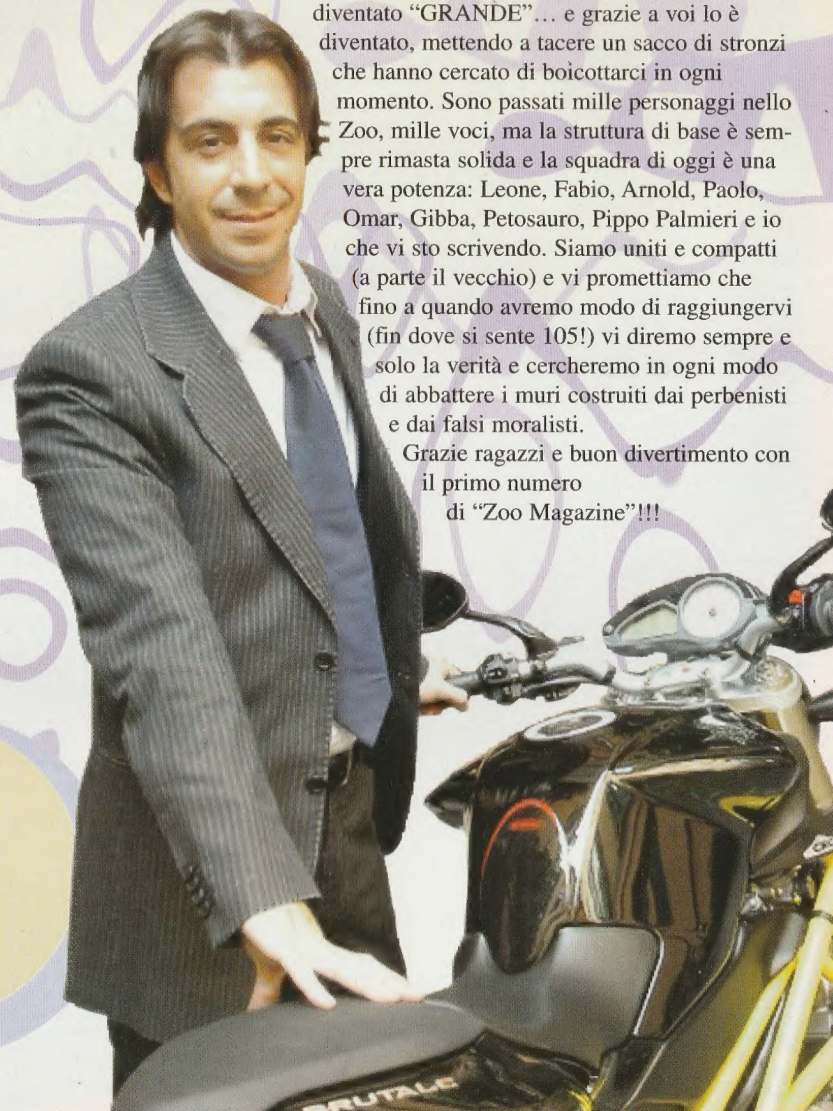 diventato “GRANDE”… e grazie a voi lo è
diventato, mettendo a tacere un sacco di stronzi
che hanno cercato di boicottarci in ogni
momento. Sono passati mille personaggi nello
Zoo, mille voci, ma la struttura di base è sem-
pre rimasta solida e la squadra di oggi è una
vera potenza: Leone, Fabio, Arnold, Paolo,
Omar, Gibba, Petosauro, Pippo Palmieri e io
che vi sto scrivendo. Siamo uniti e compatti
(a parte il vecchio) e vi promettiamo che
fino a quando avremo modo di raggiungervi
(fin dove si sente 105!) vi diremo sempre e
solo la verità e cercheremo in ogni modo
di abbattere i muri costruiti dai perbenisti
e dai falsi moralisti.
Grazie ragazzi e buon divertimento con
il primo numero
di “Zoo Magazine”!!!
BRUTALE